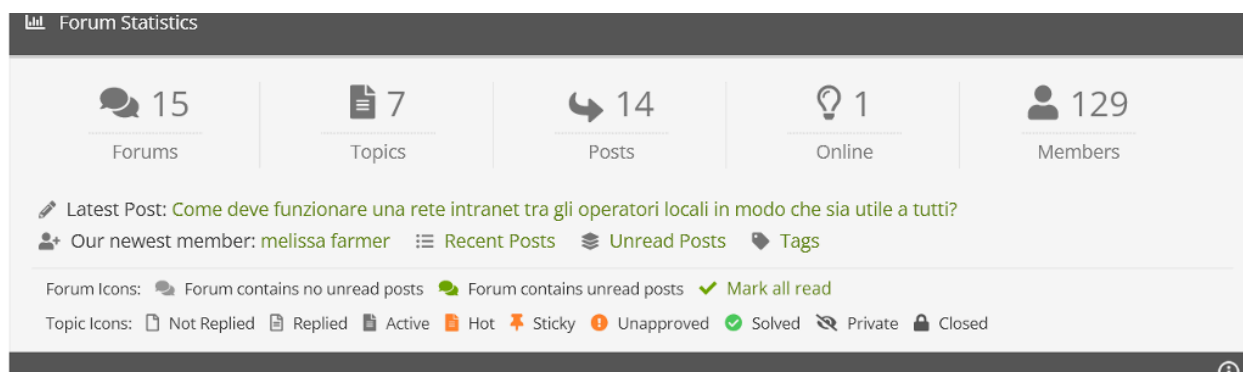 Forum Statistics
15 7 14 1 129
Forums Topics Posts Online Members
Latest Post: Come deve funzionare una rete intranet tra gli operatori locali in modo che sia utile a tutti?
Our newest member: melissa farmer Recent Posts Unread Posts Tags
Forum Icons: Forum contains no unread posts Forum contains unread posts Mark all read
Topic Icons: Not Replied Replied Active Hot Sticky Unapproved Solved Private Closed